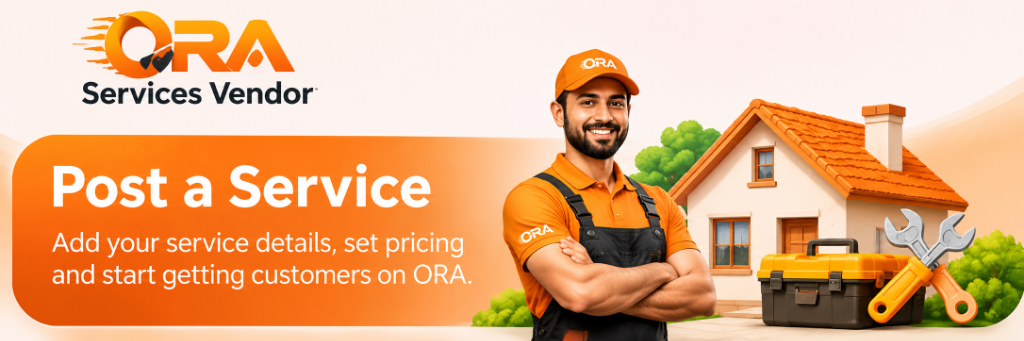 ORA
Services Vendor
Post a Service
Add your service details, set pricing
and start getting customers on ORA.
ORA
ORA